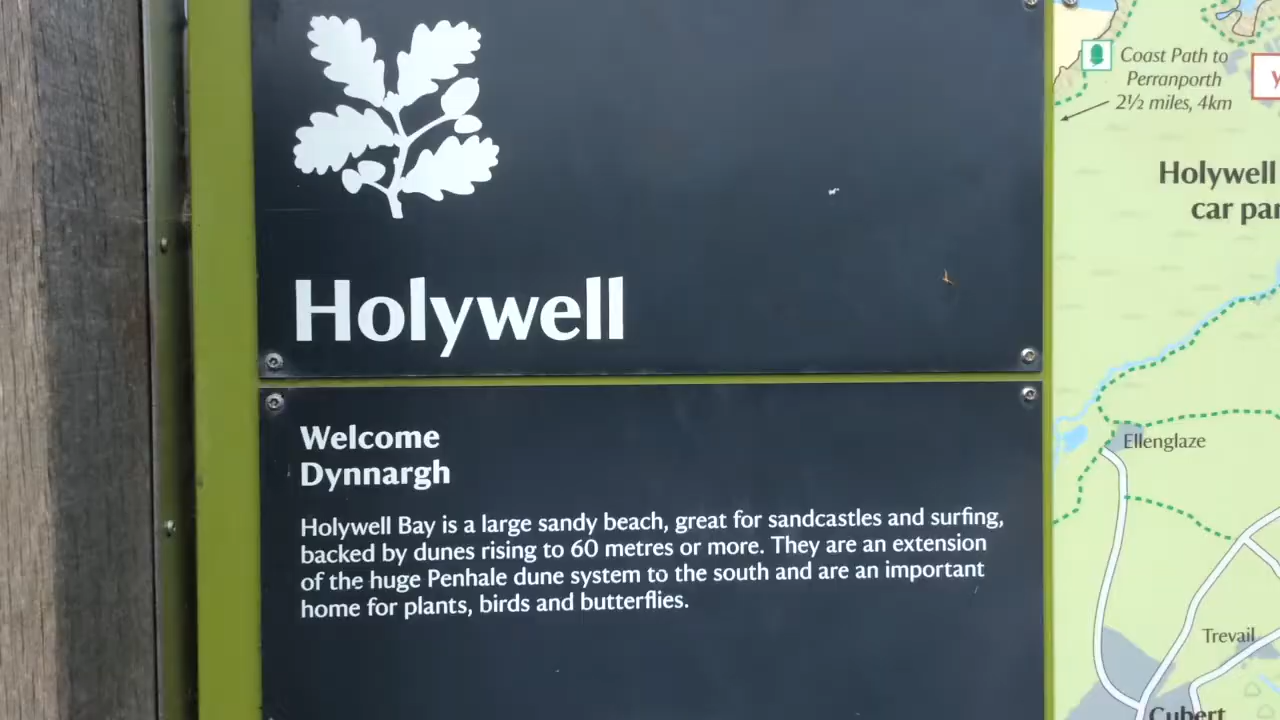 Holywell
Welcome
Dynnargh
Holywell Bay is a large sandy beach, great for sandcastles and surfing,
backed by dunes rising to 60 metres or more. They are an extension
of the huge Penhale dune system to the south and are an important
home for plants, birds and butterflies.
Coast Path to
Perranporth
2½ miles, 4km
Holywell
car
Ellenglaze
Trevail
Cubert